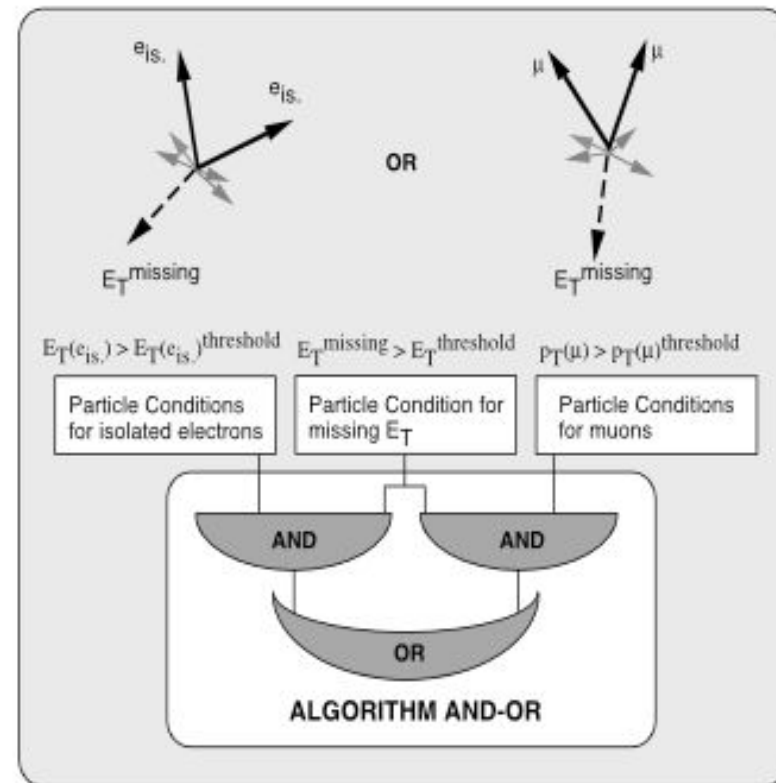 e_is.
e_is.
μ
μ
OR
E_T^missing
E_T^missing
E_T(e_is.) > E_T(e_is.)^threshold
E_T^missing > E_T^threshold
p_T(μ) > p_T(μ)^threshold
Particle Conditions
for isolated electrons
Particle Condition for
missing E_T
Particle Conditions
for muons
AND
AND
OR
ALGORITHM AND-OR